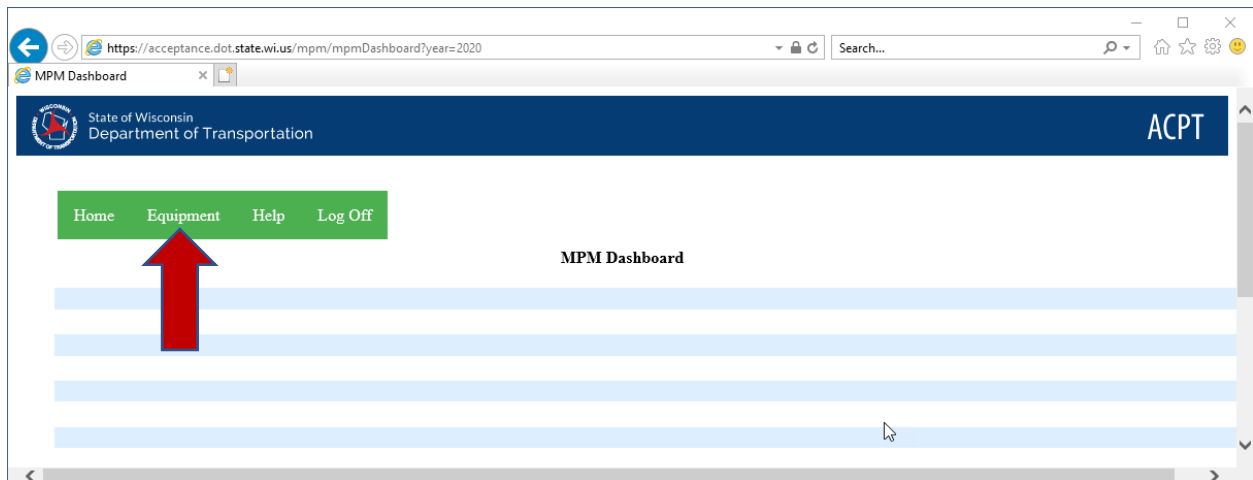 https://acceptance.dot.state.wi.us/mpm/mpmDashboard?year=2020
Search...
MPM Dashboard
State of Wisconsin
Department of Transportation
ACPT
Home Equipment Help Log Off
MPM Dashboard